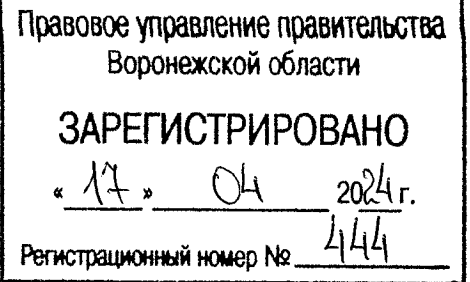 Правовое управление правительства
Воронежской области
ЗАРЕГИСТРИРОВАНО
« 17 » 04 2024 г.
Регистрационный номер № 444